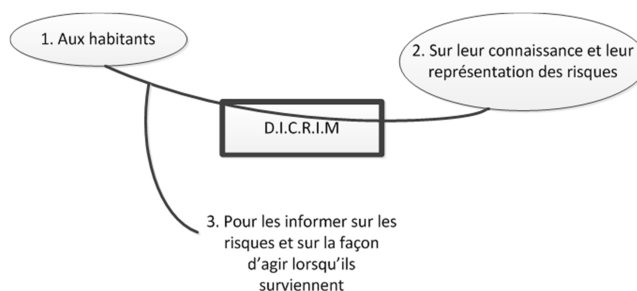 1. Aux habitants
2. Sur leur connaissance et leur
représentation des risques
D.I.C.R.I.M
3. Pour les informer sur les
risques et sur la façon
d’agir lorsqu’ils
surviennent